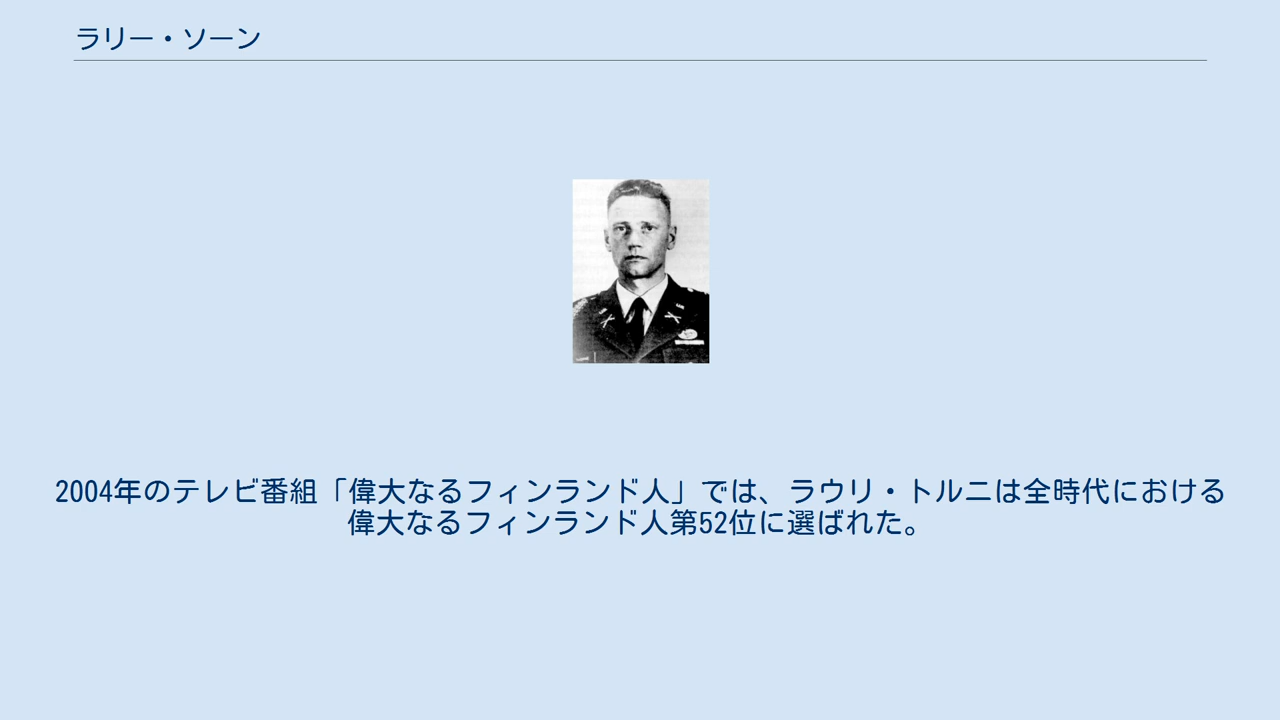 ラリー・ソーン
2004年のテレビ番組「偉大なるフィンランド人」では、ラウリ・トルニは全時代における
偉大なるフィンランド人第52位に選ばれた。